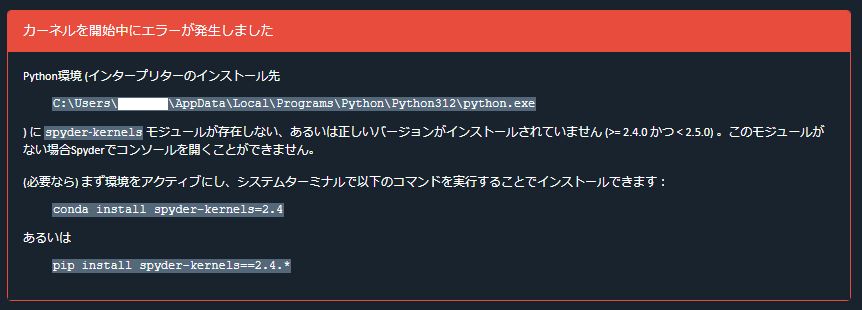 カーネルを開始中にエラーが発生しました
Python環境 (インタープリターのインストール先
C:\Users\ \AppData\Local\Programs\Python\Python312\python.exe
) に spyder-kernels モジュールが存在しない、あるいは正しいバージョンがインストールされていません (>= 2.4.0 かつ < 2.5.0) 。このモジュールが
ない場合Spyderでコンソールを開くことができません。
(必要なら) まず環境をアクティブにし、システムターミナルで以下のコマンドを実行することでインストールできます：
conda install spyder-kernels=2.4
あるいは
pip install spyder-kernels==2.4.*